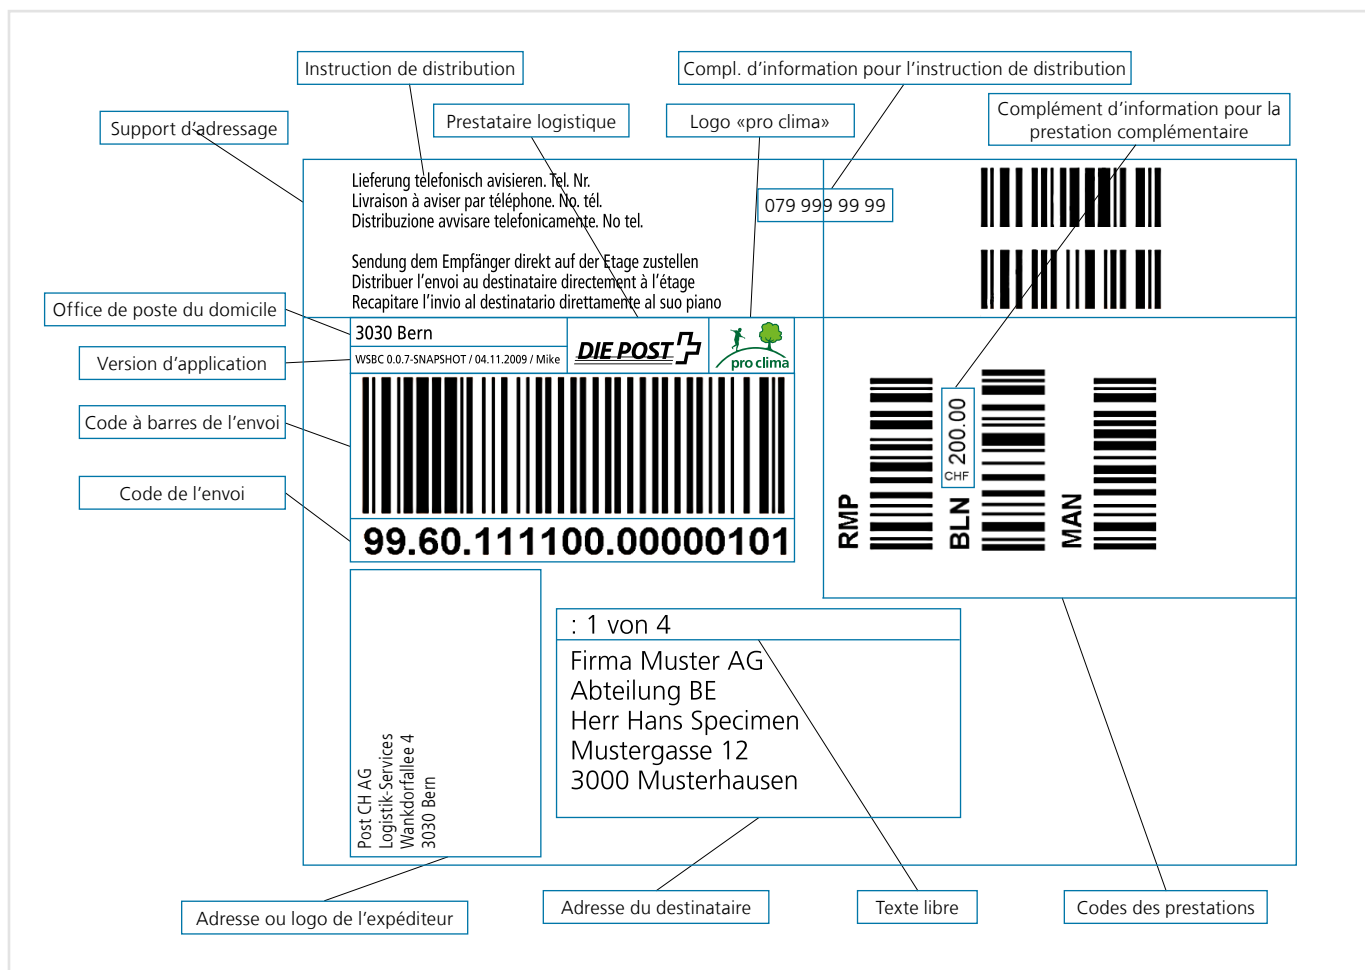 Instruction de distribution
Compl. d’information pour l’instruction de distribution
Support d’adressage
Prestataire logistique
Logo «pro clima»
Complément d’information pour la
prestation complémentaire
Lieferung telefonisch avisieren. Tel. Nr.
Livraison à aviser par téléphone. No. tél.
Distribuzione avvisare telefonicamente. No tel.
079 999 99 99
Sendung dem Empfänger direkt auf der Etage zustellen
Distribuer l’envoi au destinataire directement à l’étage
Recapitare l’invio al destinatario direttamente al suo piano
Office de poste du domicile
3030 Bern
Version d’application
WSBC 0.0.7-SNAPSHOT / 04.11.2009 / Mike
DIE POST
pro clima
Code à barres de l’envoi
Code de l’envoi
99.60.111100.00000101
RMP
BLN
CHF 200.00
MAN
: 1 von 4
Firma Muster AG
Abteilung BE
Herr Hans Specimen
Mustergasse 12
3000 Musterhausen
Post CH AG
Logistik-Services
Wankdorfallee 4
3030 Bern
Adresse ou logo de l’expéditeur
Adresse du destinataire
Texte libre
Codes des prestations